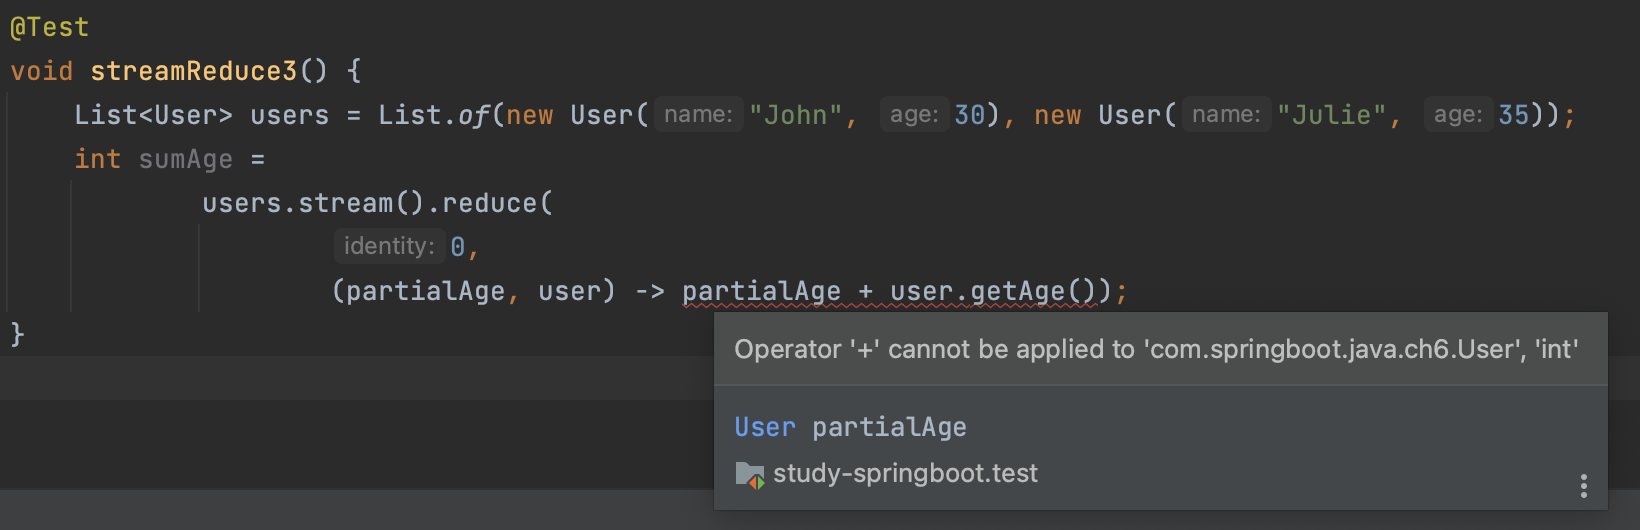 @Test
void streamReduce3() {
List<User> users = List.of(new User( name: "John", age: 30), new User( name: "Julie", age: 35));
int sumAge =
users.stream().reduce(
identity: 0,
(partialAge, user) -> partialAge + user.getAge());
}
Operator '+' cannot be applied to 'com.springboot.java.ch6.User', 'int'
User partialAge
study-springboot.test